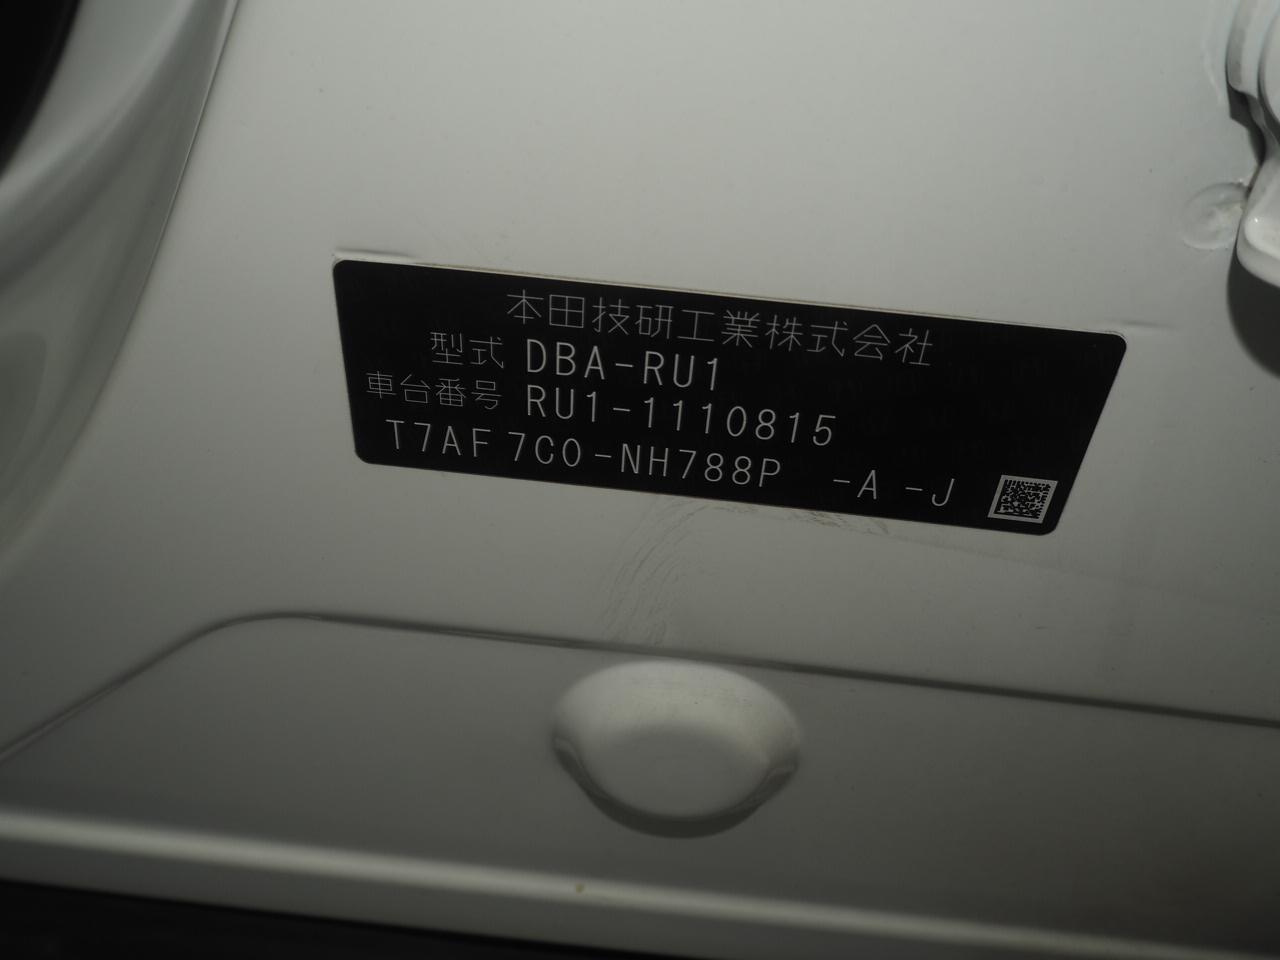 本田技研工業株式会社
型式 DBA-RU1
車台番号 RU1-1110815
T7AF7C0-NH788P -A -J